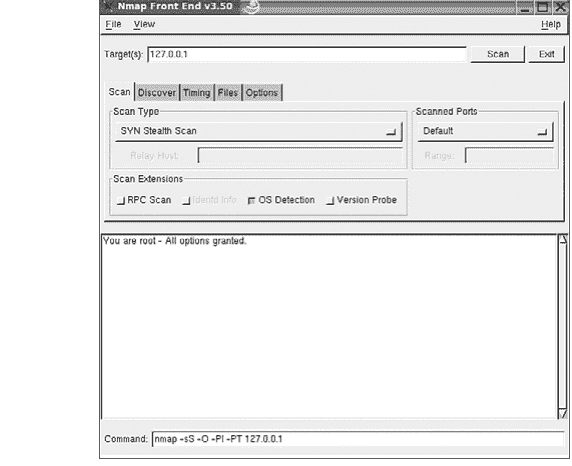 Nmap Front End v3.50
File View Help
Target(s): 127.0.0.1 Scan Exit
Scan Discover Timing Files Options
Scan Type Scanned Ports
SYN Stealth Scan Default
Relay Host: Range:
Scan Extensions
RPC Scan Identd Info OS Detection Version Probe
You are root - All options granted.
Command: nmap -sS -O -PI -PT 127.0.0.1